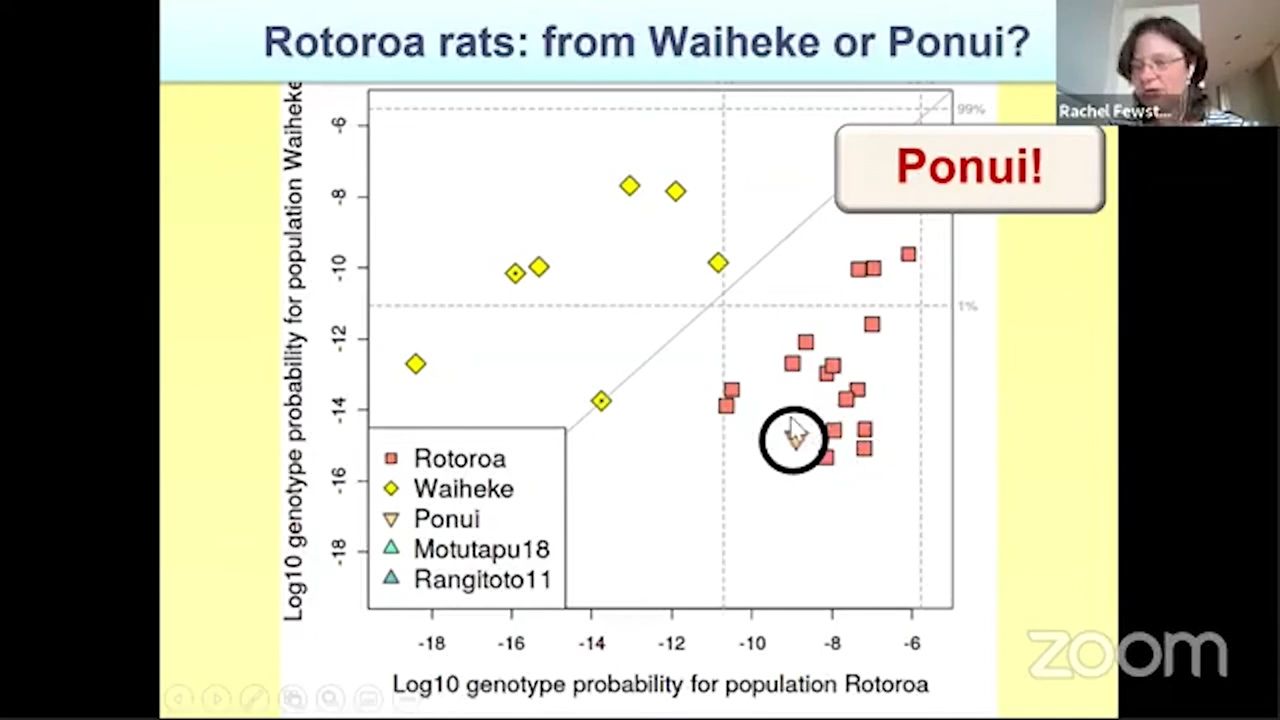 Rotoroa rats: from Waiheke or Ponui?
Rachel Fewst...
Ponui!
99%
1%
Log10 genotype probability for population Waiheke
-6
-8
-10
-12
-14
-16
-18
Rotoroa
Waiheke
Ponui
Motutapu18
Rangitoto11
-18 -16 -14 -12 -10 -8 -6
Log10 genotype probability for population Rotoroa
zoom